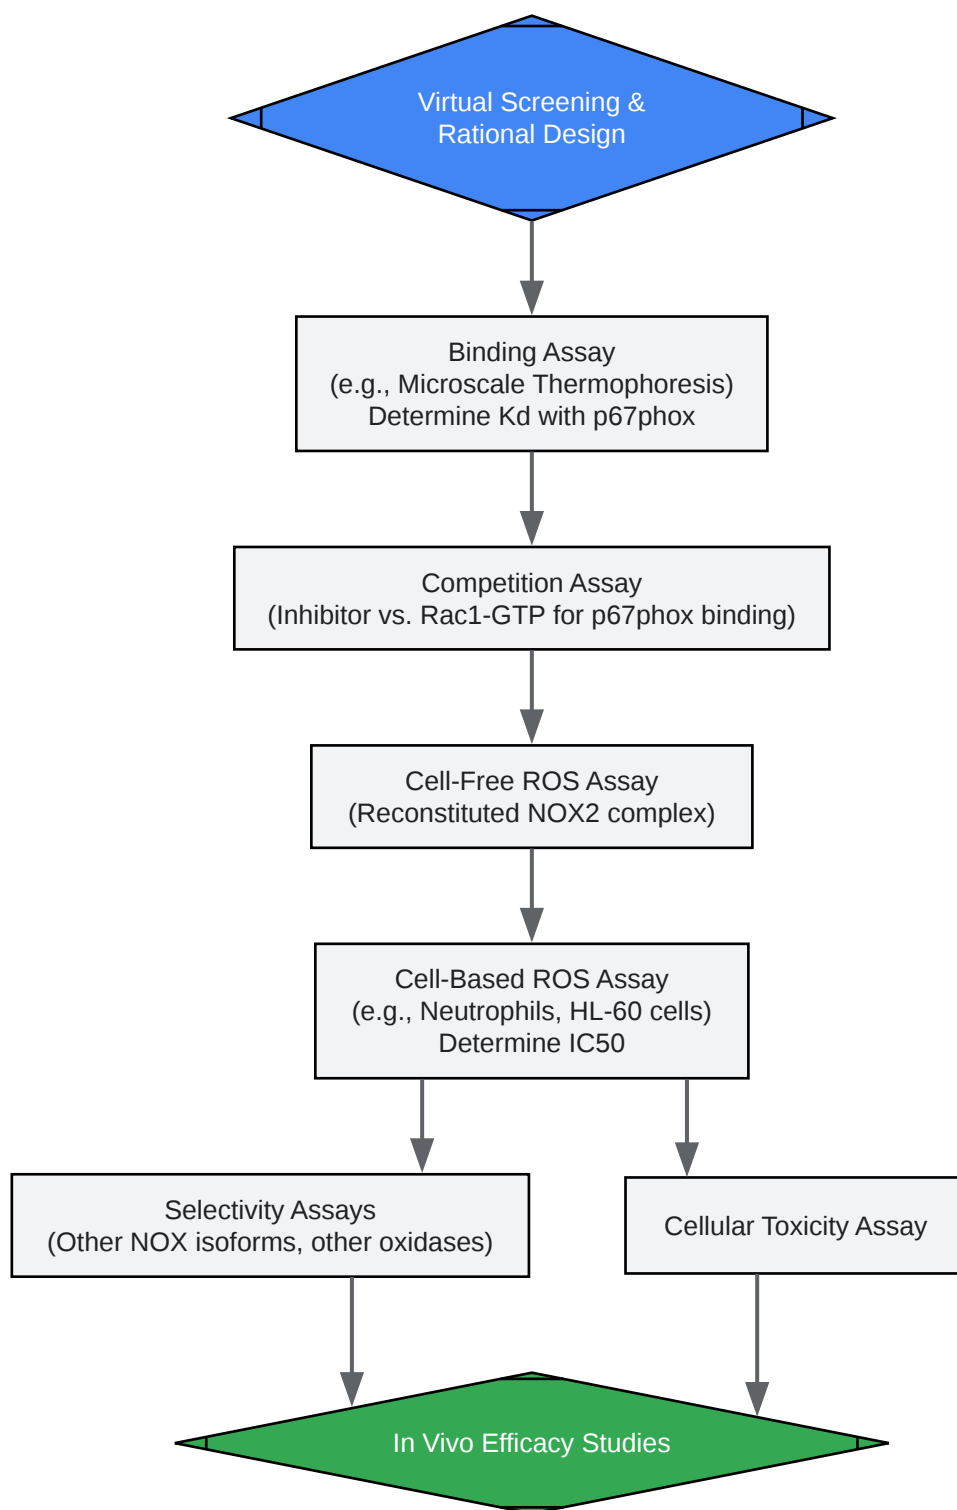 Virtual Screening &
Rational Design
Binding Assay
(e.g., Microscale Thermophoresis)
Determine Kd with p67phox
Competition Assay
(Inhibitor vs. Rac1-GTP for p67phox binding)
Cell-Free ROS Assay
(Reconstituted NOX2 complex)
Cell-Based ROS Assay
(e.g., Neutrophils, HL-60 cells)
Determine IC50
Selectivity Assays
(Other NOX isoforms, other oxidases)
Cellular Toxicity Assay
In Vivo Efficacy Studies